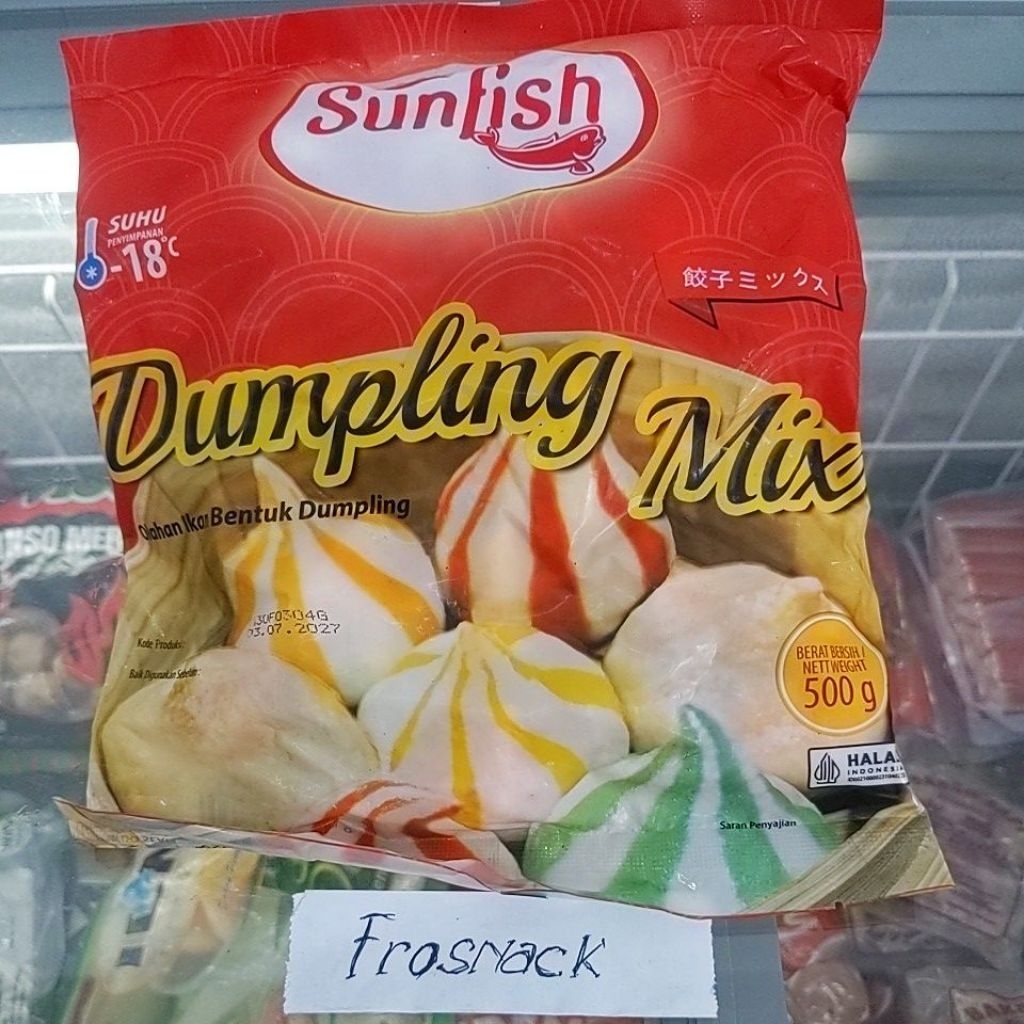 Sunfish
SUHU
PENYIMPANAN
-18°C
餃子ミックス
Dumpling Mix
Olahan Ikan Bentuk Dumpling
Kode Produksi:
03.07.2027
Baik Digunakan Sebelum:
BERAT BERSIH /
NETT WEIGHT
500 g
HALAL
INDONESIA
Saran Penyajian
Frosnack